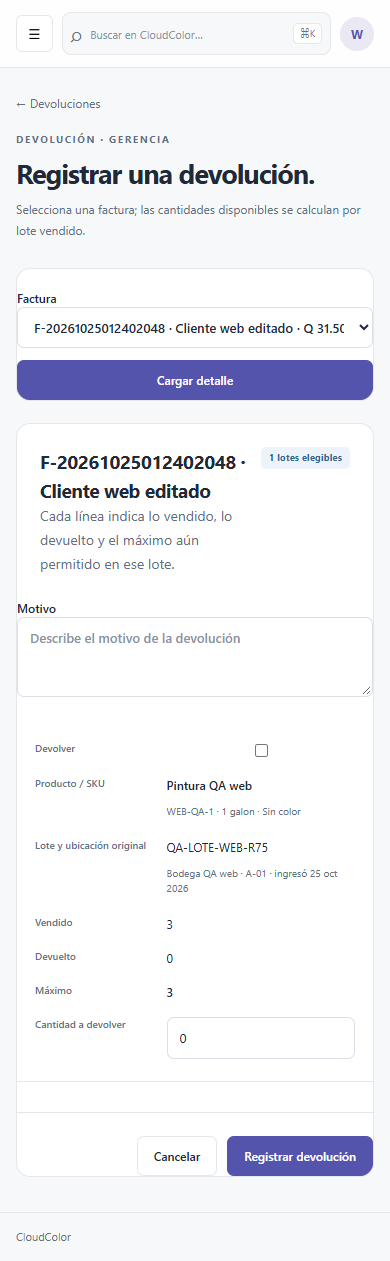 ☰
Buscar en CloudColor...
⌘K
W
← Devoluciones
DEVOLUCIÓN · GERENCIA
Registrar una devolución.
Selecciona una factura; las cantidades disponibles se calculan por
lote vendido.
Factura
F-20261025012402048 · Cliente web editado · Q 31.50
Cargar detalle
F-20261025012402048 ·
Cliente web editado
1 lotes elegibles
Cada línea indica lo vendido, lo
devuelto y el máximo aún
permitido en ese lote.
Motivo
Describe el motivo de la devolución
Devolver
Producto / SKU
Pintura QA web
WEB-QA-1 · 1 galon · Sin color
Lote y ubicación original
QA-LOTE-WEB-R75
Bodega QA web · A-01 · ingresó 25 oct
2026
Vendido
3
Devuelto
0
Máximo
3
Cantidad a devolver
0
Cancelar
Registrar devolución
CloudColor